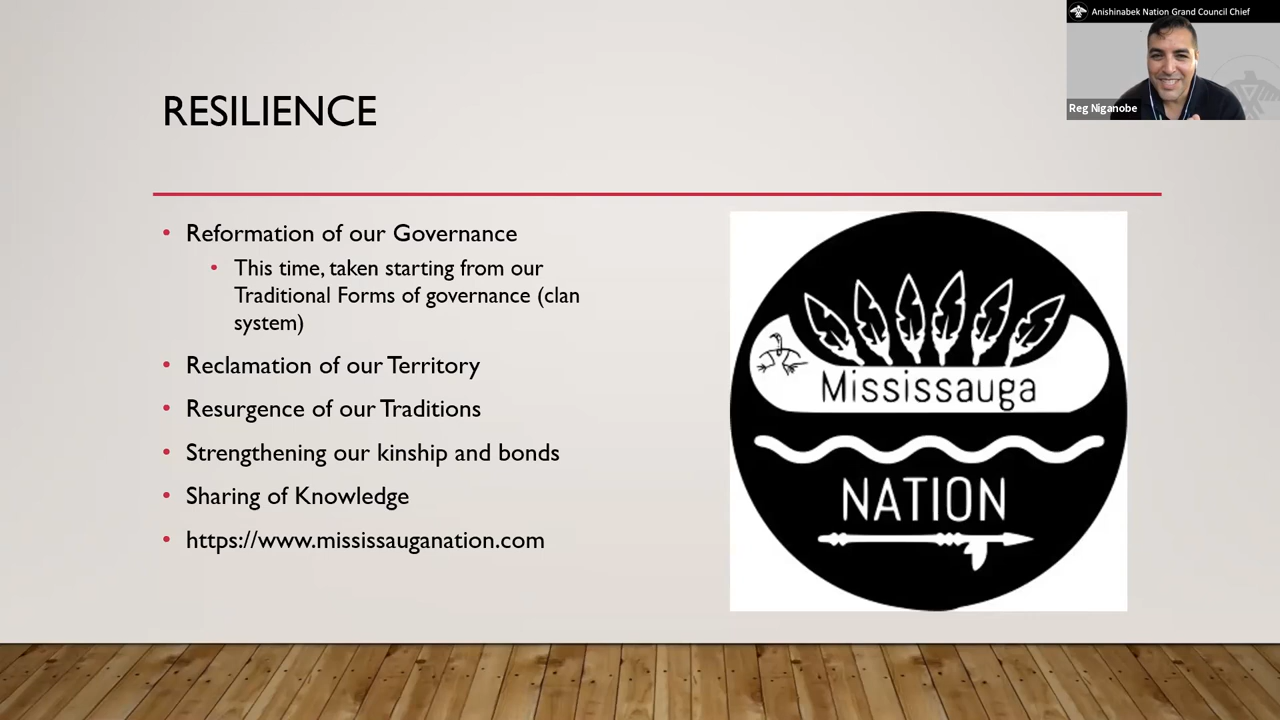 Anishinabek Nation Grand Council Chief
Reg Niganobe
RESILIENCE
• Reformation of our Governance
• This time, taken starting from our
Traditional Forms of governance (clan
system)
• Reclamation of our Territory
• Resurgence of our Traditions
• Strengthening our kinship and bonds
• Sharing of Knowledge
• https://www.mississauganation.com
Mississauga
NATION